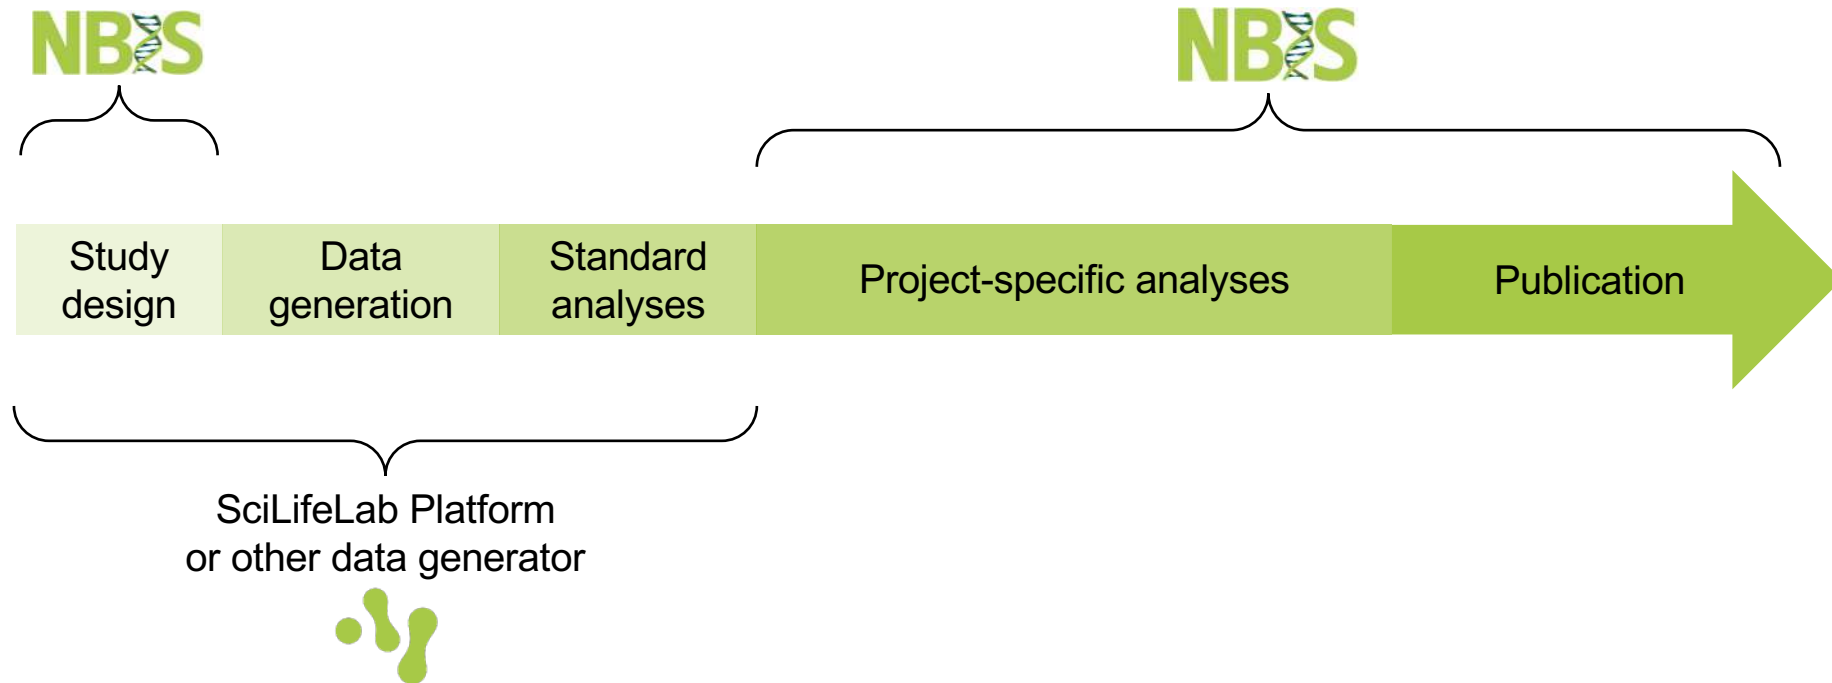 NBIS
NBIS
Study
design
Data
generation
Standard
analyses
Project-specific analyses
Publication
SciLifeLab Platform
or other data generator